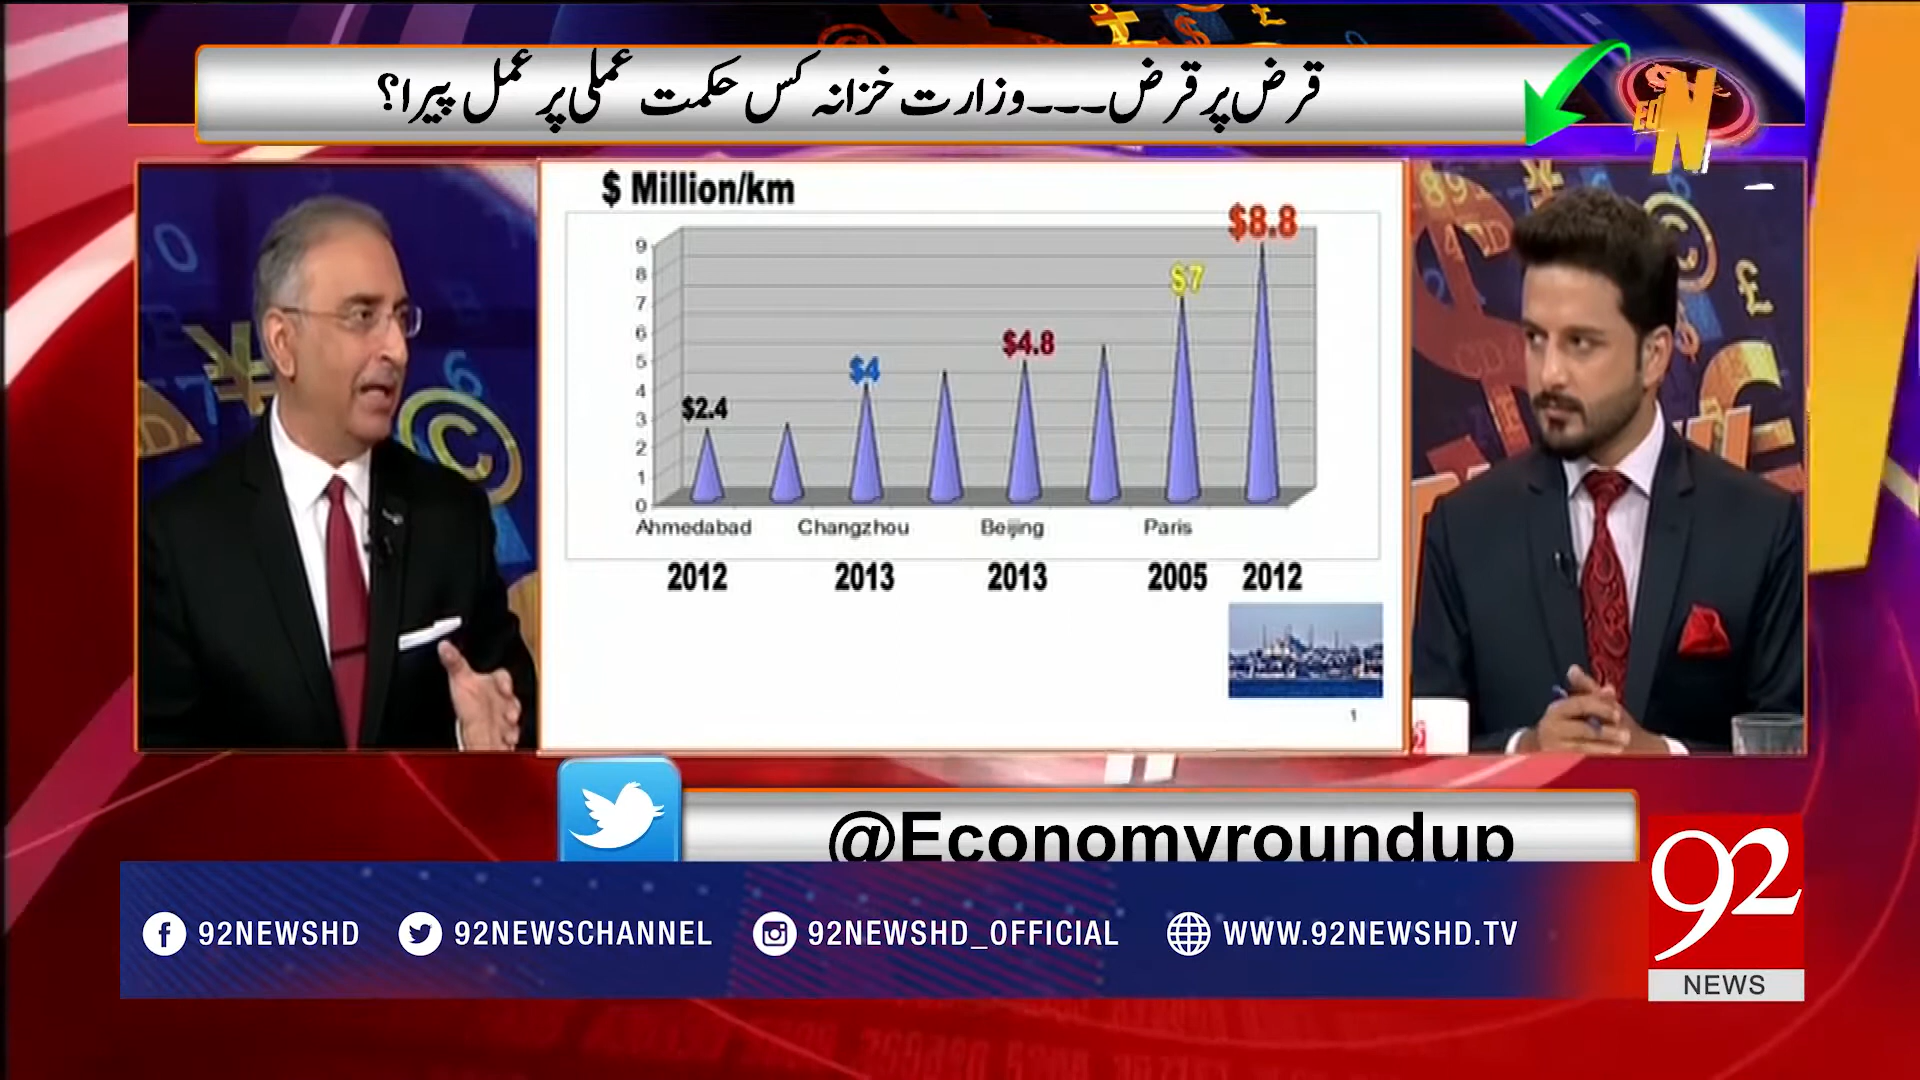 قرض پر قرض۔۔۔وزارت خزانہ کس حکمت عملی پر عمل پیرا؟
$ Million/km
9
8
7
6
5
4
3
2
1
0
$2.4
$4
$4.8
$7
$8.8
Ahmedabad Changzhou Beijing Paris
2012 2013 2013 2005 2012
1
@Economyroundup
92NEWSHD 92NEWSCHANNEL 92NEWSHD_OFFICIAL WWW.92NEWSHD.TV
92
NEWS